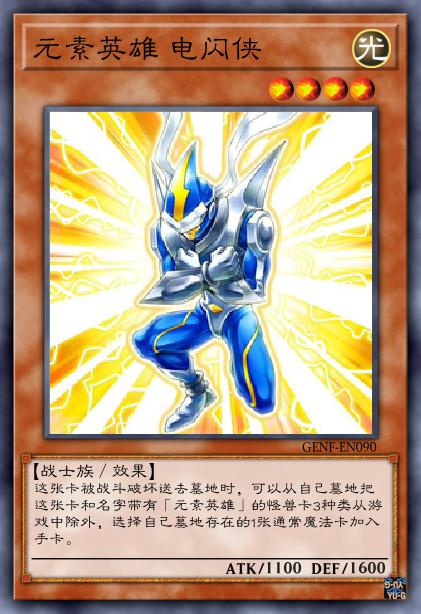 元素英雄 电闪侠
光
GENF-EN090
【战士族／效果】
这张卡被战斗破坏送去墓地时，可以从自己墓地把
这张卡和名字带有「元素英雄」的怪兽卡3种类从游
戏中除外，选择自己墓地存在的1张通常魔法卡加入
手卡。
ATK/1100 DEF/1600
YU-G